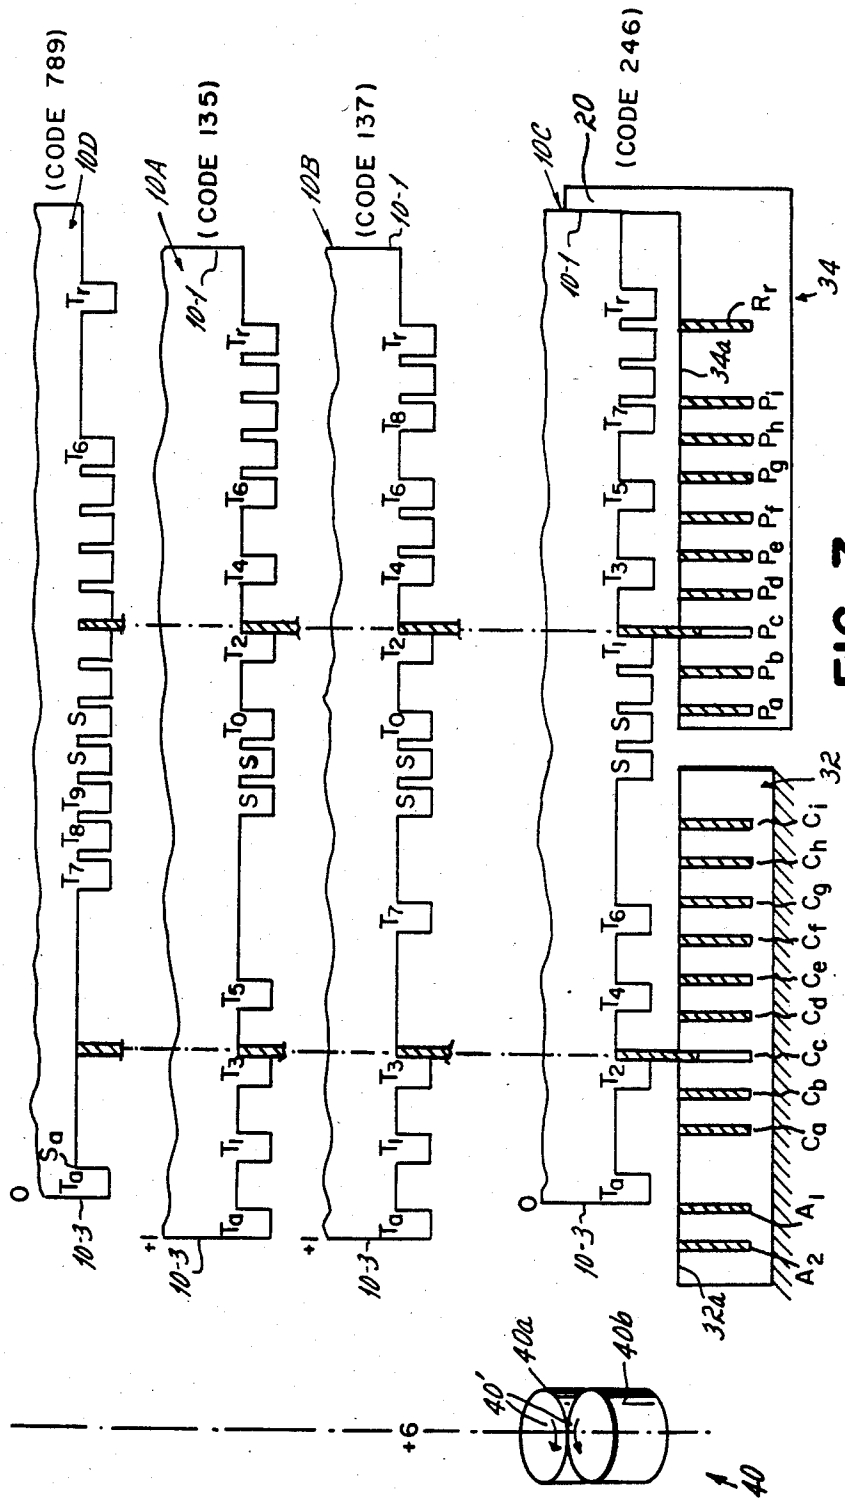 (CODE 789)
10D
O
Ta
Sa
T7
T8
T9
S
S
T6
Tr
10-3
10A
(CODE 135)
10-1
+1
Ta
T1
T3
T5
S
S
T0
T2
T4
T6
Tr
10-3
10B
(CODE 137)
10-1
+1
Ta
T1
T3
T7
S
S
T0
T2
T4
T6
T8
Tr
10-3
10C
20
(CODE 246)
10-1
O
Ta
T2
T4
T6
S
S
T1
T3
T5
T7
Tr
10-3
+6
40'
40a
40b
40
32a
A2
A1
Ca
Cb
Cc
Cd
Ce
Cf
Cg
Ch
Ci
32
Pa
Pb
Pc
Pd
Pe
Pf
Pg
Ph
Pi
34a
Rr
34